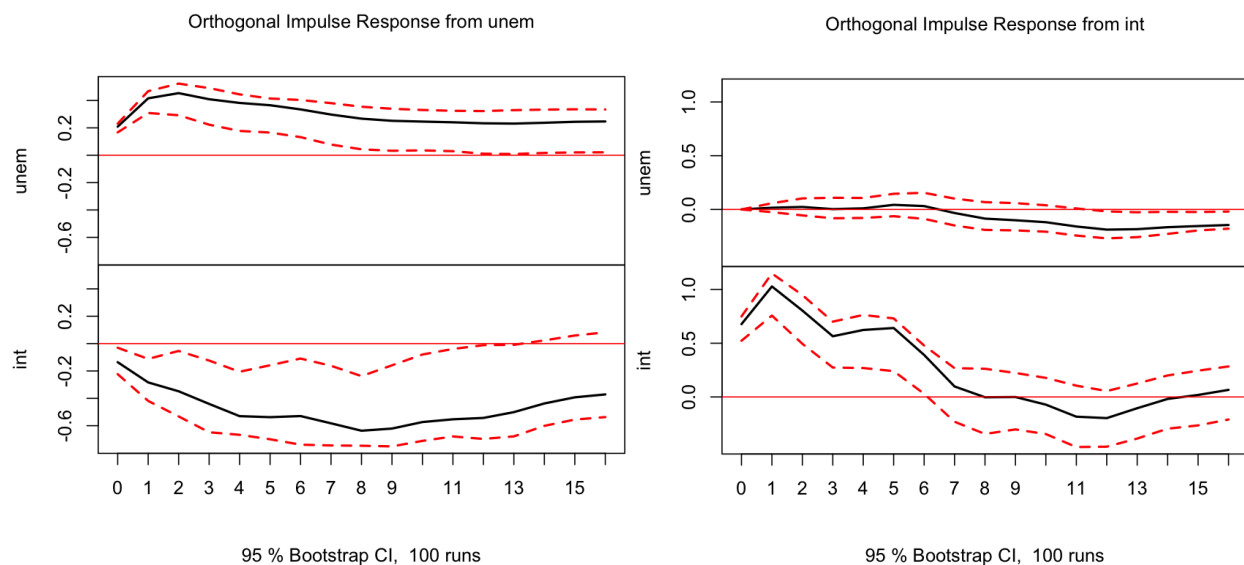 Orthogonal Impulse Response from unem
unem
0.2
-0.2
-0.6
int
0.2
-0.2
-0.6
0 1 2 3 4 5 6 7 8 9 11 13 15
95 % Bootstrap CI, 100 runs
Orthogonal Impulse Response from int
unem
1.0
0.5
0.0
int
1.0
0.5
0.0
0 1 2 3 4 5 6 7 8 9 11 13 15
95 % Bootstrap CI, 100 runs